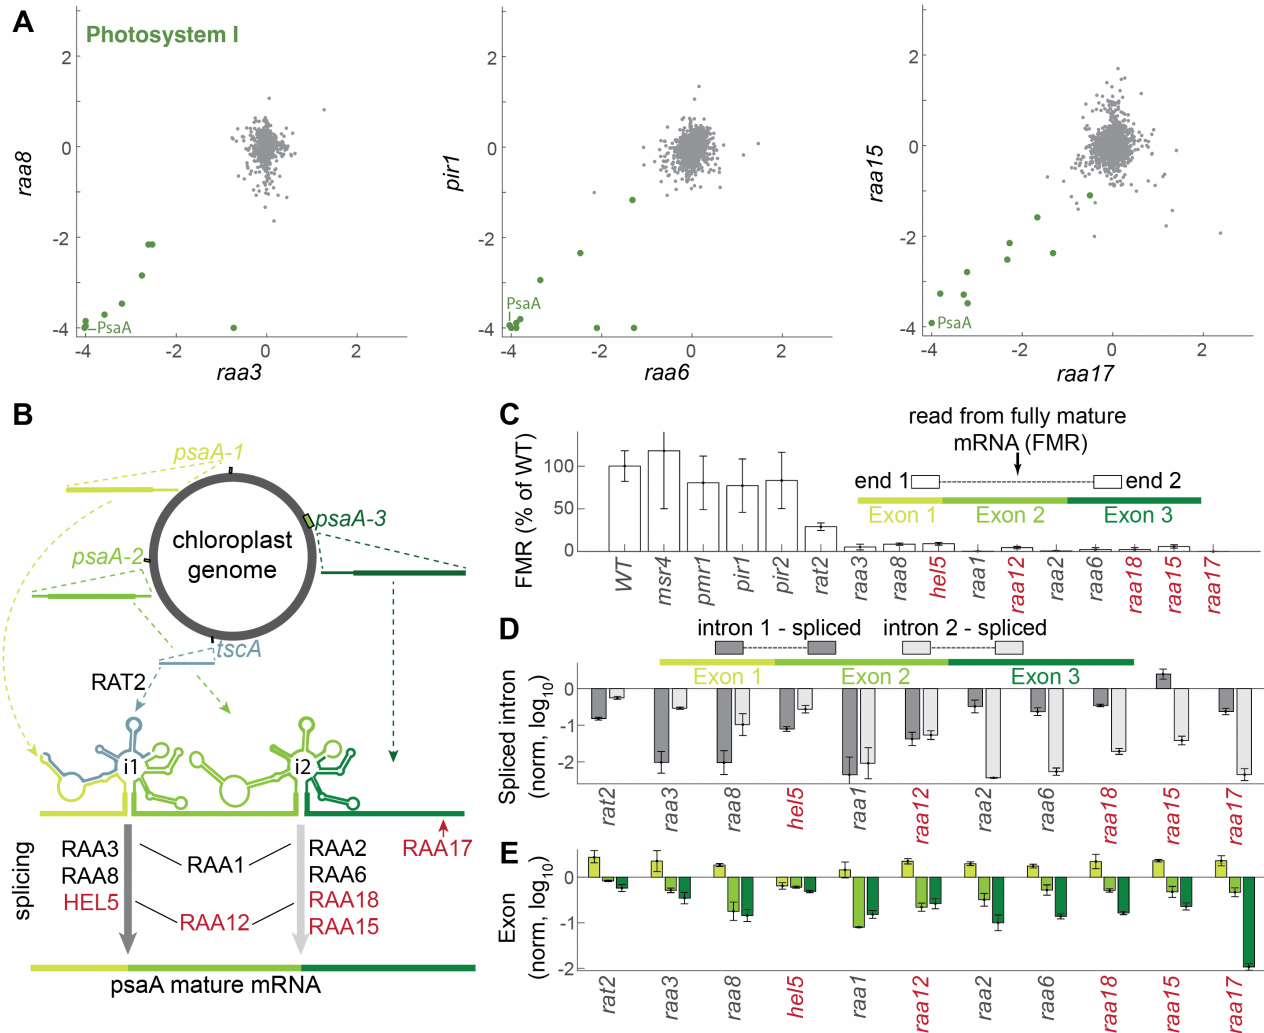 A
Photosystem I
2
0
-2
-4
raa8
PsaA
-4
-2
0
2
raa3
2
0
-2
-4
pir1
PsaA
-4
-2
0
2
raa6
2
0
-2
-4
raa15
PsaA
-4
-2
0
2
raa17
B
psaA-1
psaA-3
chloroplast
genome
psaA-2
tscA
RAT2
i1
i2
splicing
RAA3
RAA8
HEL5
RAA1
RAA12
RAA2
RAA6
RAA18
RAA15
RAA17
psaA mature mRNA
C
FMR (% of WT)
100
50
0
read from fully mature
mRNA (FMR)
end 1
end 2
Exon 1
Exon 2
Exon 3
WT
msr4
pmr1
pir1
pir2
rat2
raa3
raa8
hel5
raa1
raa12
raa2
raa6
raa18
raa15
raa17
D
intron 1 - spliced
intron 2 - spliced
Exon 1
Exon 2
Exon 3
Spliced intron
(norm, log10)
0
-1
-2
rat2
raa3
raa8
hel5
raa1
raa12
raa2
raa6
raa18
raa15
raa17
E
Exon
(norm, log10)
0
-1
-2
rat2
raa3
raa8
hel5
raa1
raa12
raa2
raa6
raa18
raa15
raa17